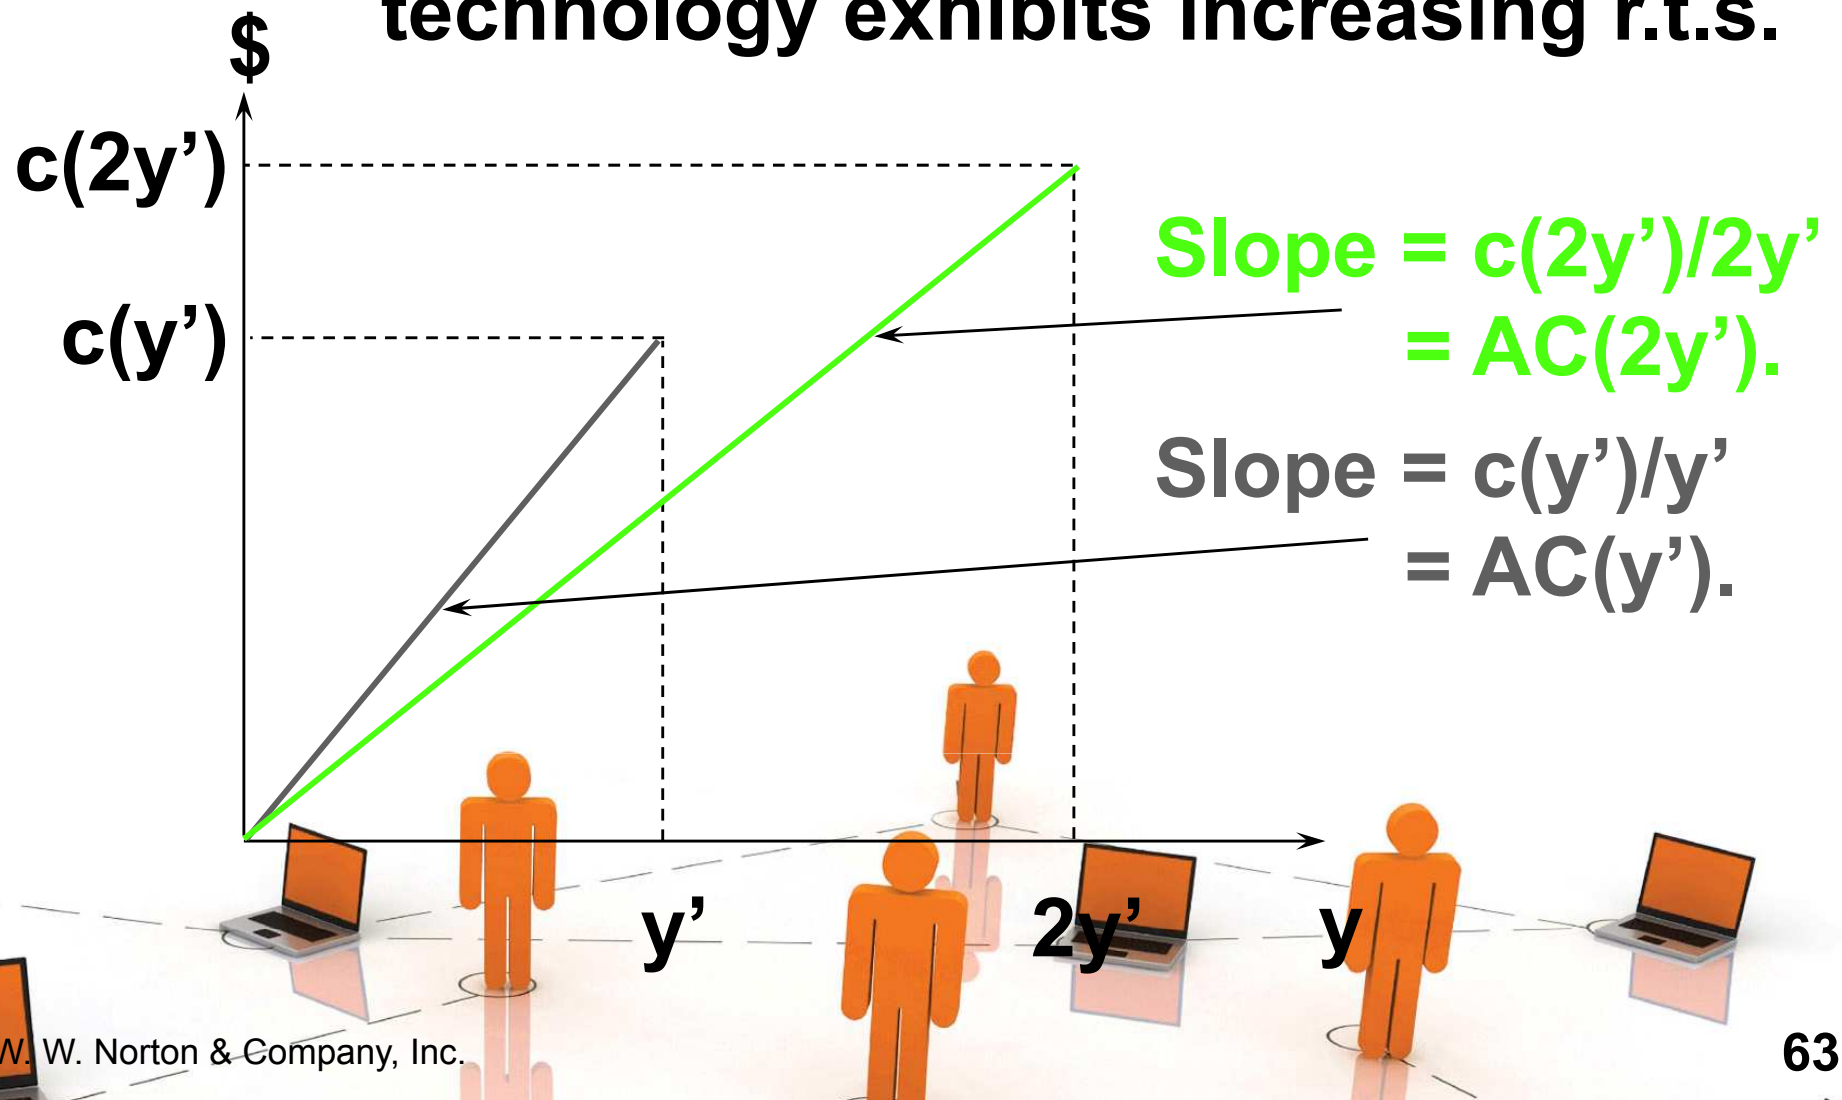 technology exhibits increasing r.t.s.
$
c(2y’)
Slope = c(2y’)/2y’
= AC(2y’).
c(y’)
Slope = c(y’)/y’
= AC(y’).
y’
2y’
y
W. W. Norton & Company, Inc.
63